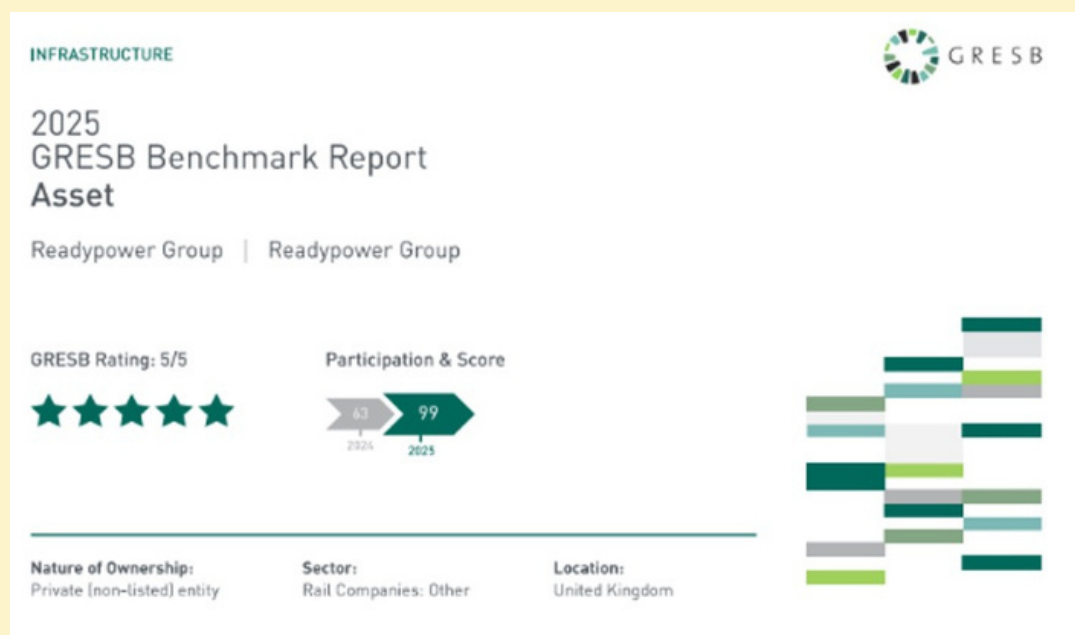 INFRASTRUCTURE
GRESB
2025
GRESB Benchmark Report
Asset
Readypower Group | Readypower Group
GRESB Rating: 5/5
Participation & Score
63
99
2024
2025
Nature of Ownership:
Private (non-listed) entity
Sector:
Rail Companies: Other
Location:
United Kingdom